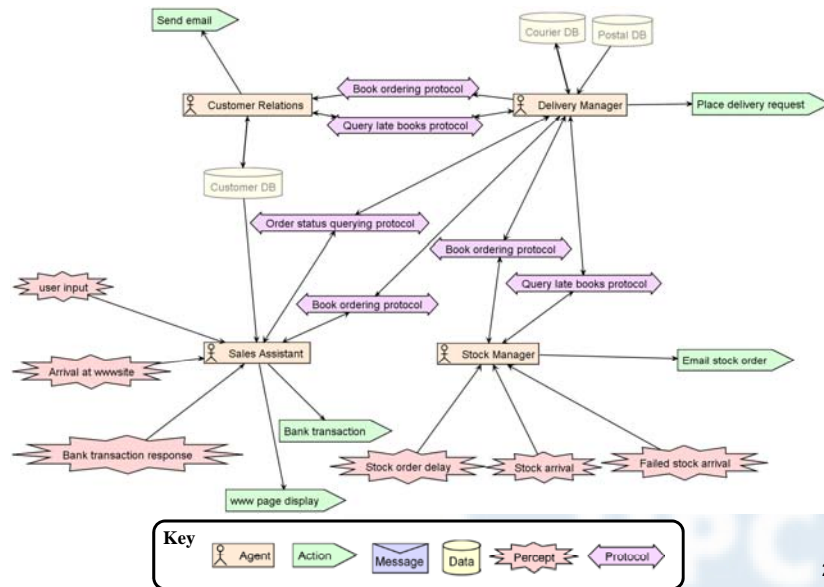 Send email
Courier DB
Postal DB
Book ordering protocol
Customer Relations
Delivery Manager
Place delivery request
Query late books protocol
Customer DB
Order status querying protocol
Book ordering protocol
Query late books protocol
user input
Book ordering protocol
Sales Assistant
Stock Manager
Email stock order
Arrival at wwwsite
Bank transaction
Bank transaction response
Stock order delay
Stock arrival
Failed stock arrival
www page display
Key
Agent
Action
Message
Data
Percept
Protocol
2